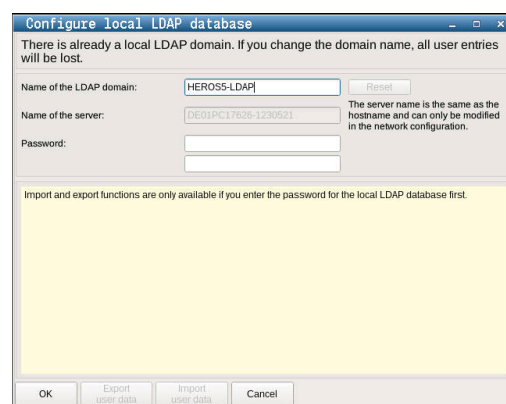 Configure local LDAP database
There is already a local LDAP domain. If you change the domain name, all user entries
will be lost.
Name of the LDAP domain:
HEROS5-LDAP
Reset
Name of the server:
DE01PC17626-1230521
The server name is the same as the
hostname and can only be modified
in the network configuration.
Password:
Import and export functions are only available if you enter the password for the local LDAP database first.
OK
Export
user data
Import
user data
Cancel